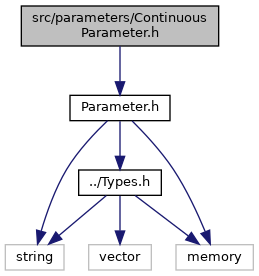 src/parameters/Continuous
Parameter.h
Parameter.h
../Types.h
string
vector
memory